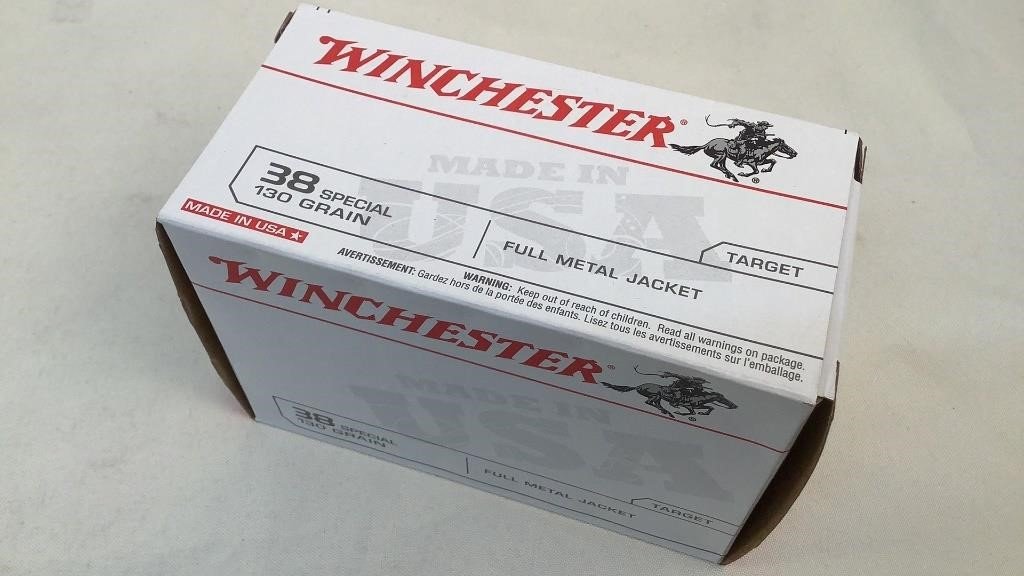 WINCHESTER®
MADE IN
USA
38 SPECIAL
130 GRAIN
FULL METAL JACKET
TARGET
MADE IN USA
WARNING: Keep out of reach of children. Read all warnings on package.
AVERTISSEMENT: Gardez hors de la portée des enfants. Lisez tous les avertissements sur l'emballage.
WINCHESTER®
MADE IN
USA
38 SPECIAL
130 GRAIN
FULL METAL JACKET
TARGET